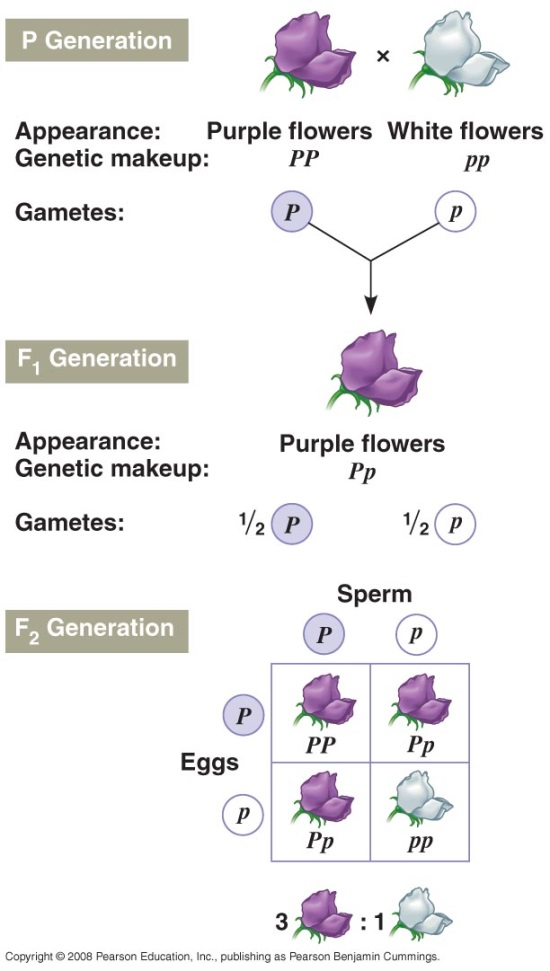 P Generation
×
Appearance: Purple flowers White flowers
Genetic makeup: PP pp
Gametes: P p
F1 Generation
Appearance: Purple flowers
Genetic makeup: Pp
Gametes: 1/2 P 1/2 p
Sperm
F2 Generation
P p
P
PP Pp
Eggs
p
Pp pp
3 : 1
Copyright © 2008 Pearson Education, Inc., publishing as Pearson Benjamin Cummings.